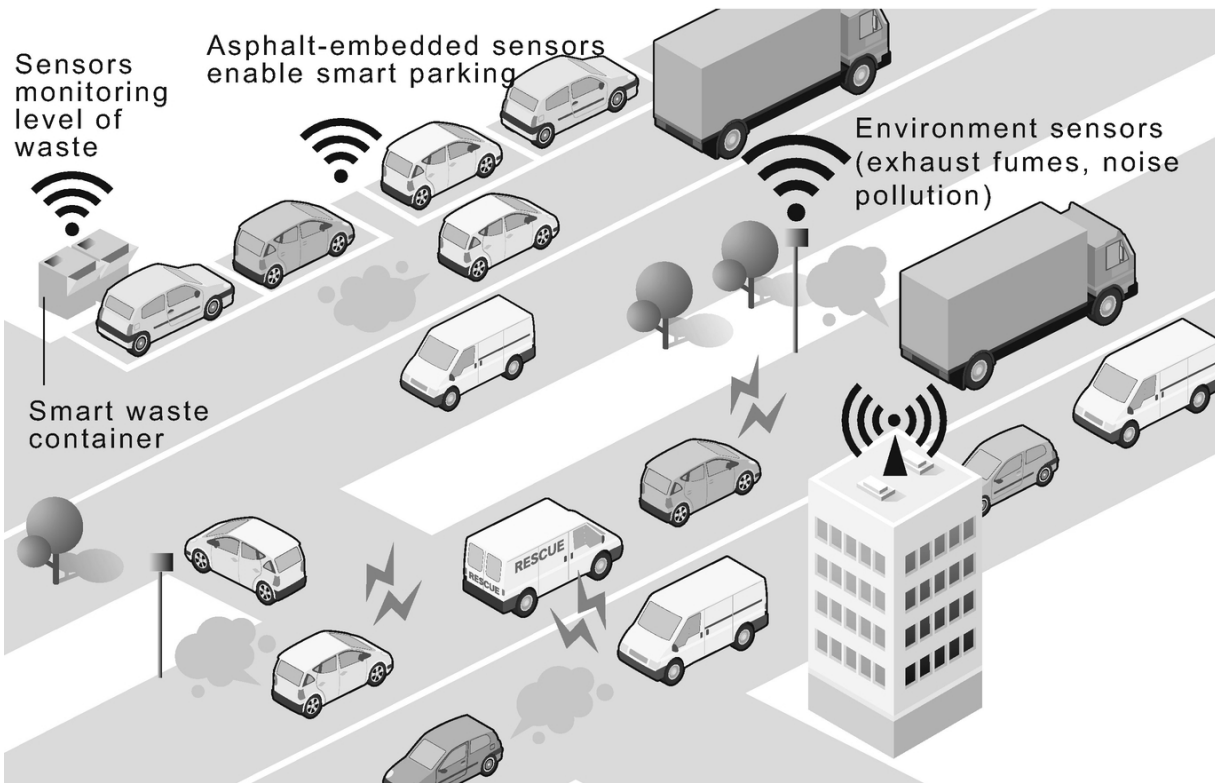 Sensors
monitoring
level of
waste
Asphalt-embedded sensors
enable smart parking
Environment sensors
(exhaust fumes, noise
pollution)
Smart waste
container
RESCUE
RESCUE